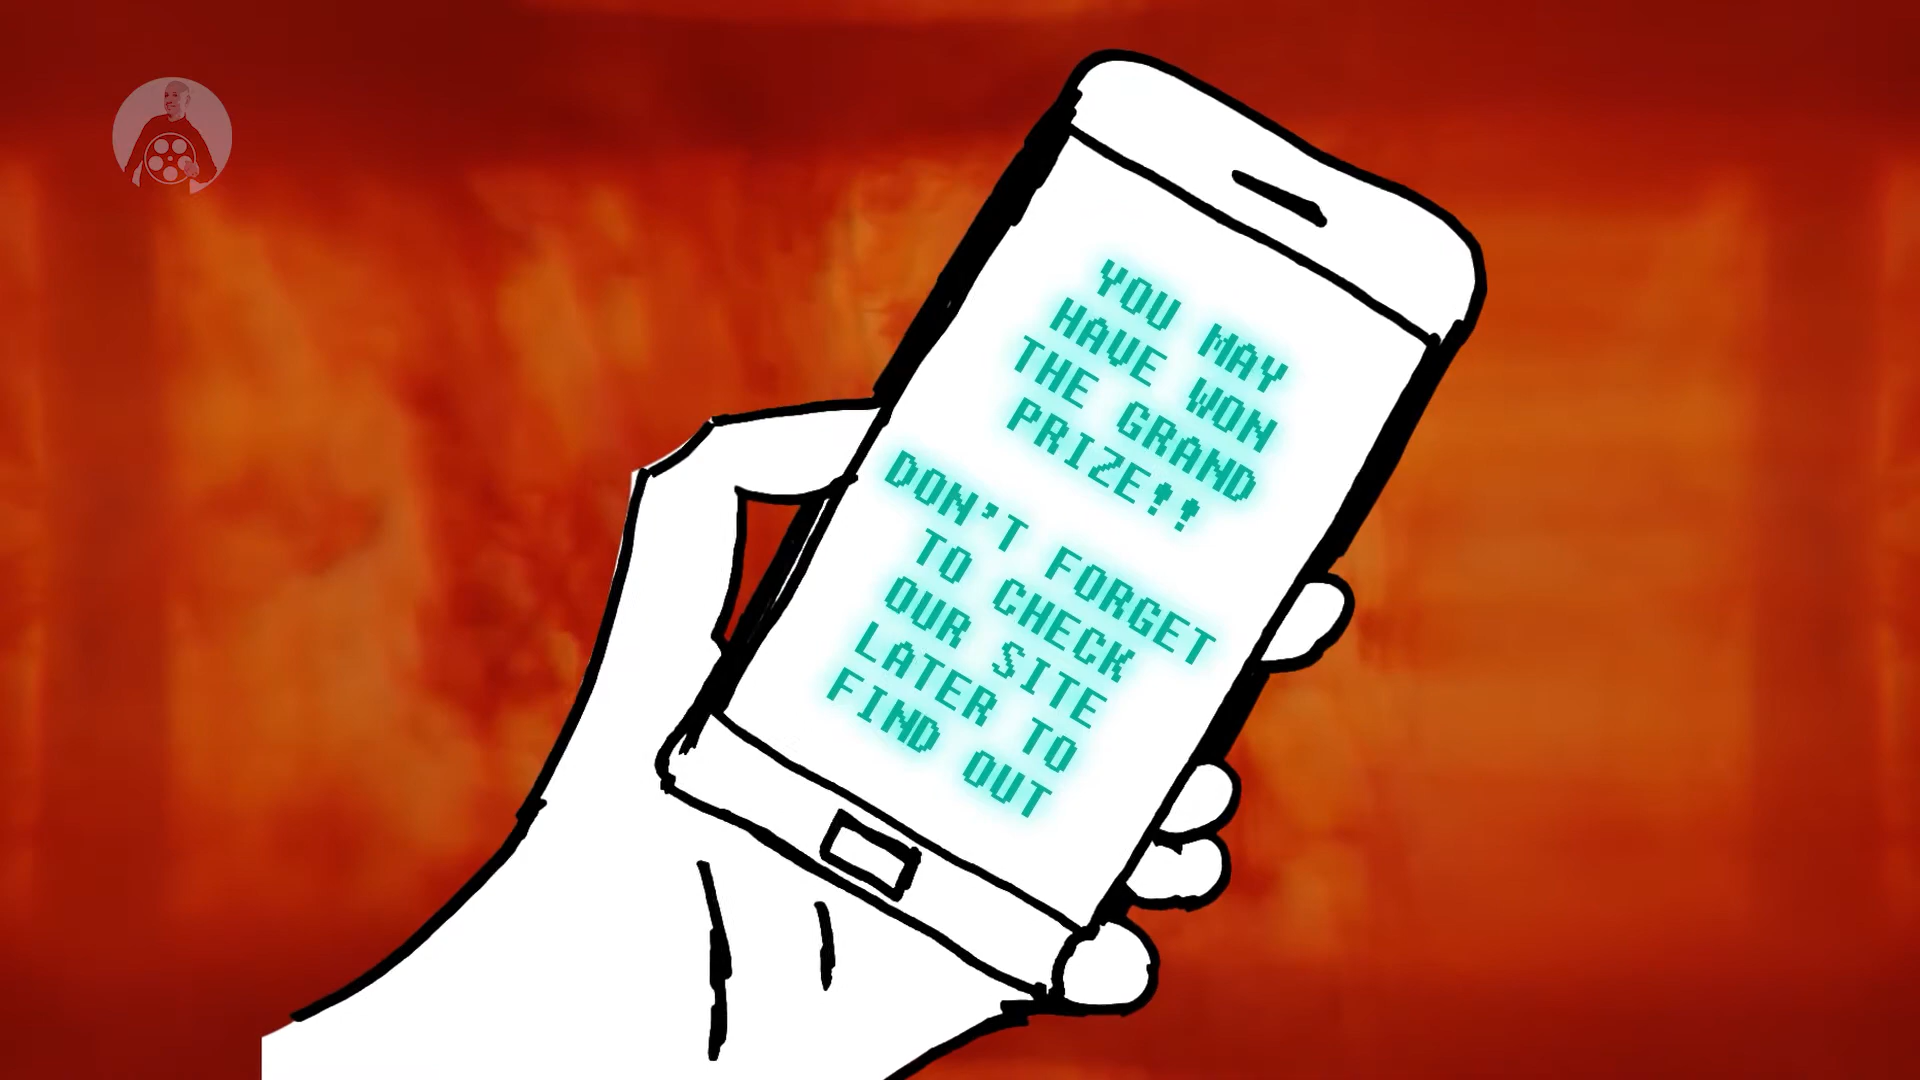 YOU MAY
HAVE WON
THE GRAND
PRIZE!!
DON'T FORGET
TO CHECK
OUR SITE
LATER TO
FIND OUT